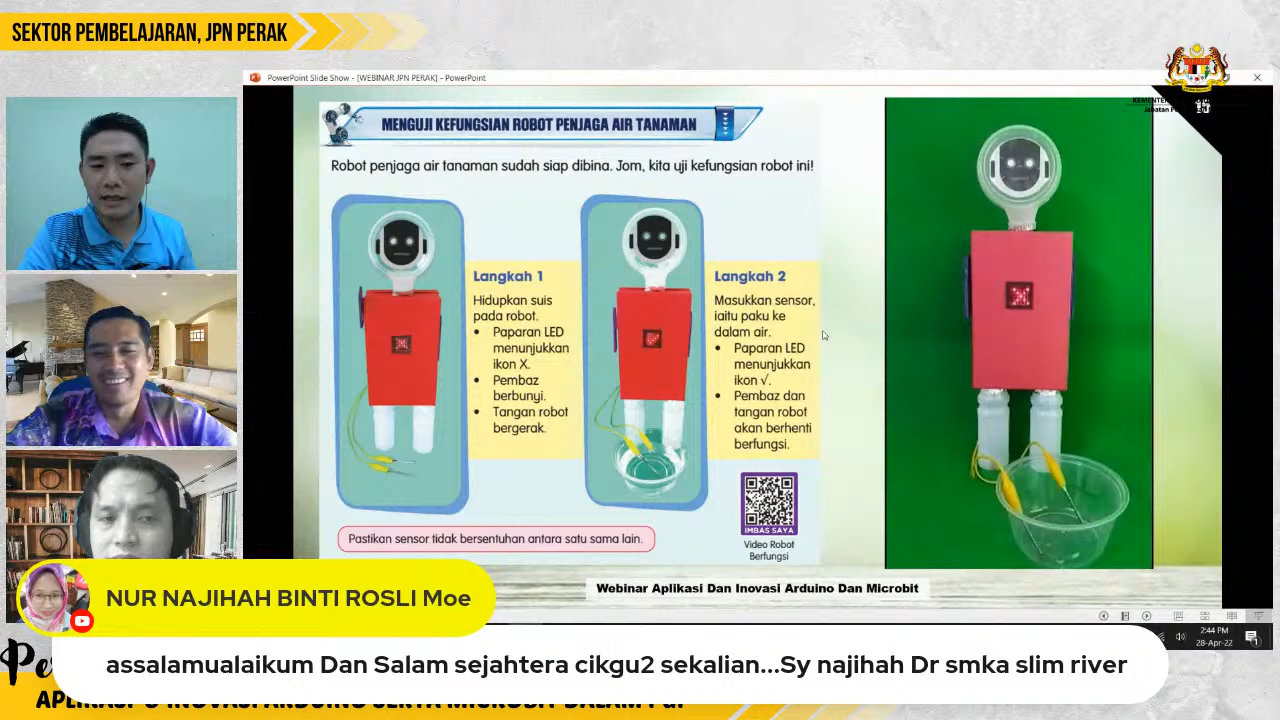 SEKTOR PEMBELAJARAN, JPN PERAK
PowerPoint Slide Show - [WEBINAR JPN PERAK] - PowerPoint
15
MENGUJI KEFUNGSIAN ROBOT PENJAGA AIR TANAMAN
Robot penjaga air tanaman sudah siap dibina. Jom, kita uji kefungsian robot ini!
Langkah 1
Hidupkan suis
pada robot.
• Paparan LED
menunjukkan
ikon X.
• Pembaz
berbunyi.
• Tangan robot
bergerak.
Langkah 2
Masukkan sensor,
iaitu paku ke
dalam air.
• Paparan LED
menunjukkan
ikon √.
• Pembaz dan
tangan robot
akan berhenti
berfungsi.
IMBAS SAYA
Video Robot
Berfungsi
Pastikan sensor tidak bersentuhan antara satu sama lain.
Webinar Aplikasi Dan Inovasi Arduino Dan Microbit
2:44 PM
28-Apr-22
NUR NAJIHAH BINTI ROSLI Moe
assalamualaikum Dan Salam sejahtera cikgu2 sekalian...Sy najihah Dr smka slim river